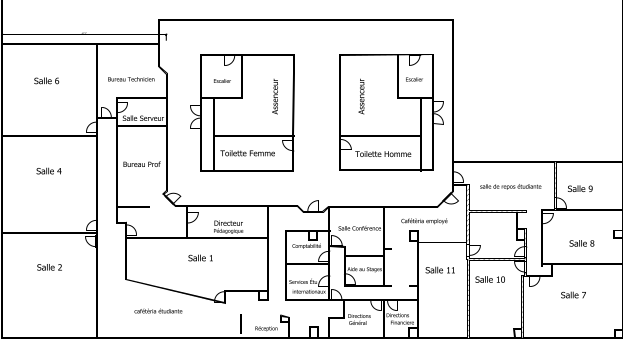 Salle 6
Bureau Technicien
Escalier
Assenceur
Assenceur
Escalier
Salle Serveur
Toilette Femme
Toilette Homme
Salle 4
Bureau Prof
salle de repos étudiante
Salle 9
Directeur
Pédagogique
Salle Conférence
Cafétéria employé
Comptabilité
Salle 8
Salle 2
Salle 1
Aide au Stages
Salle 11
Salle 10
Services Étu
internationaux
Salle 7
cafétéria étudiante
Réception
Directions
Général
Directions
Financiere